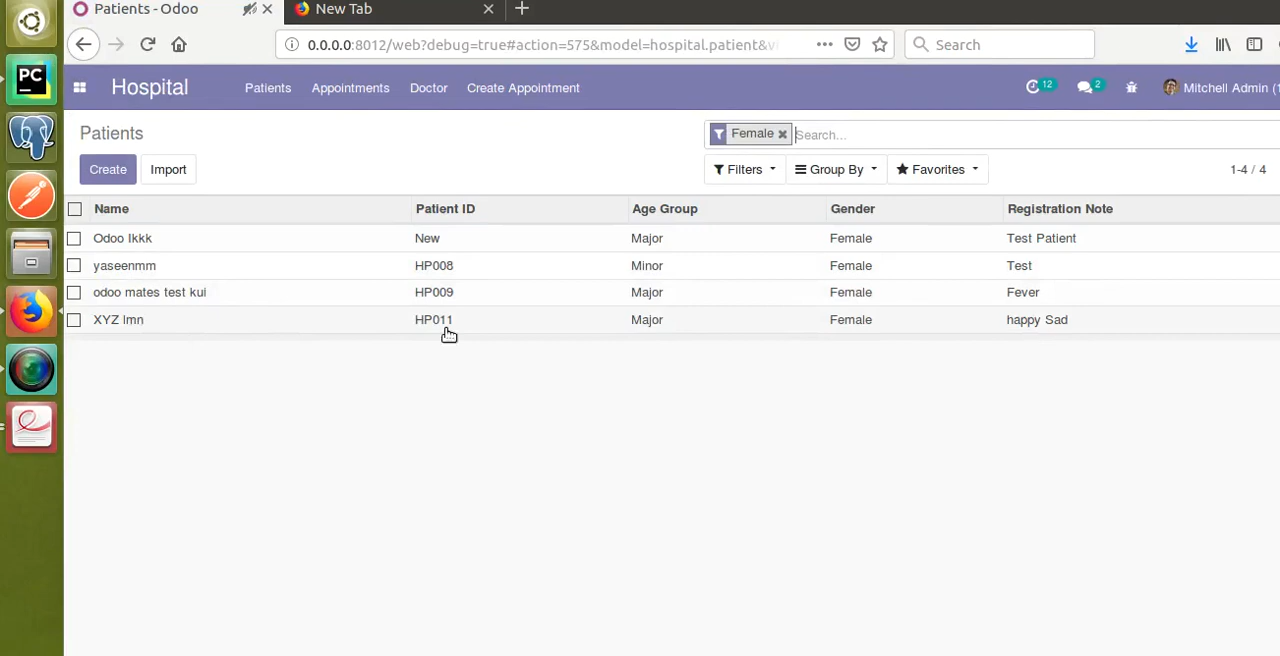 Patients - Odoo
New Tab
0.0.0.0:8012/web?debug=true#action=575&model=hospital.patient&v
Search
PC
Hospital
Patients
Appointments
Doctor
Create Appointment
12
2
Mitchell Admin (
Patients
Female
Search...
Create
Import
Filters
Group By
Favorites
1-4 / 4
Name Patient ID Age Group Gender Registration Note
Odoo Ikkk New Major Female Test Patient
yaseenmm HP008 Minor Female Test
odoo mates test kui HP009 Major Female Fever
XYZ lmn HP011 Major Female happy Sad